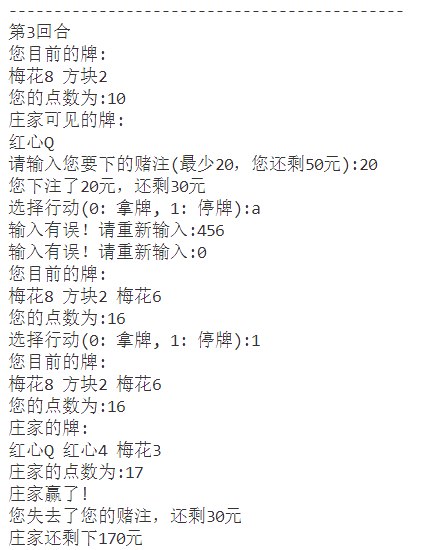 -------------------------------------------
第3回合
您目前的牌:
梅花8 方块2
您的点数为:10
庄家可见的牌:
红心Q
请输入您要下的赌注(最少20，您还剩50元):20
您下注了20元，还剩30元
选择行动(0: 拿牌, 1: 停牌):a
输入有误！请重新输入:456
输入有误！请重新输入:0
您目前的牌:
梅花8 方块2 梅花6
您的点数为:16
选择行动(0: 拿牌, 1: 停牌):1
您目前的牌:
梅花8 方块2 梅花6
您的点数为:16
庄家的牌:
红心Q 红心4 梅花3
庄家的点数为:17
庄家赢了！
您失去了您的赌注，还剩30元
庄家还剩下170元